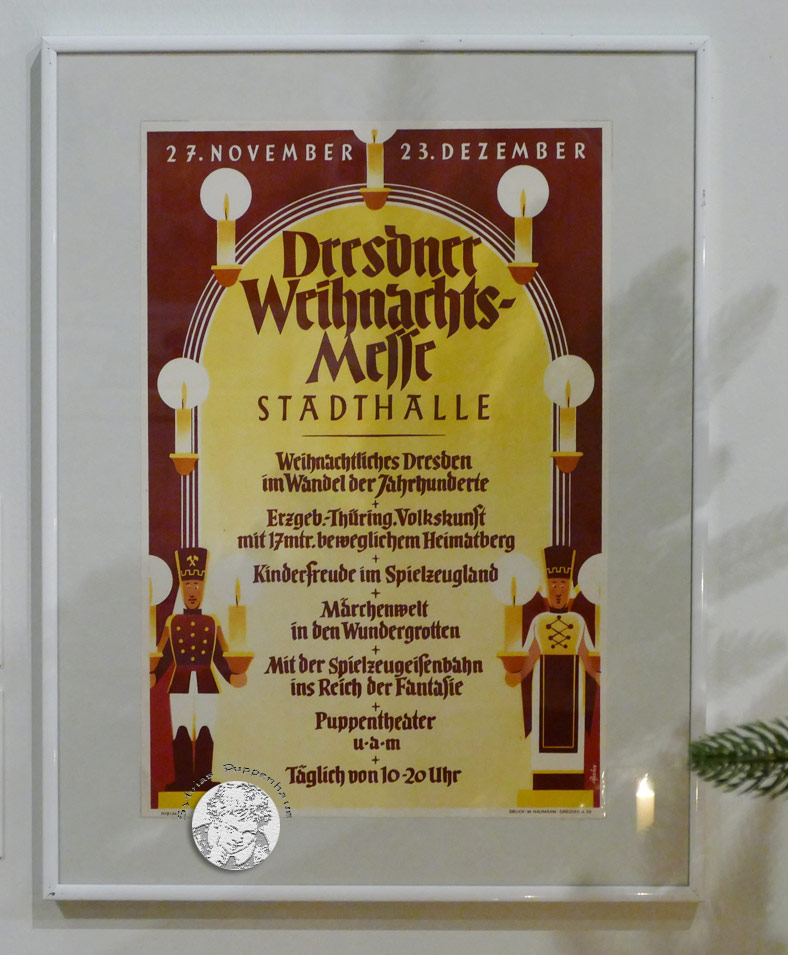 27. NOVEMBER 23. DEZEMBER
Dresdner
Weihnachts-
Messe
STADTHALLE
Weihnachtliches Dresden
im Wandel der Jahrhunderte
+
Erzgeb.-Thüring. Volkskunst
mit 17mtr. beweglichem Heimatberg
+
Kinderfreude im Spielzeugland
+
Märchenwelt
in den Wundergrotten
+
Mit der Spielzeugeisenbahn
ins Reich der Fantasie
+
Puppentheater
u·a·m
+
Täglich von 10-20 Uhr
Sylvias Puppenhaus